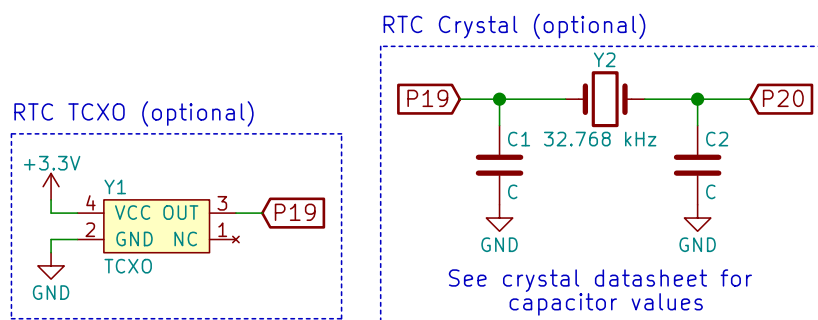 RTC Crystal (optional)
Y2
P19
P20
C1 32.768 kHz C2
C C
GND GND
See crystal datasheet for
capacitor values
RTC TCXO (optional)
+3.3V
Y1
4 VCC OUT 3
P19
2 GND NC 1
TCXO
GND